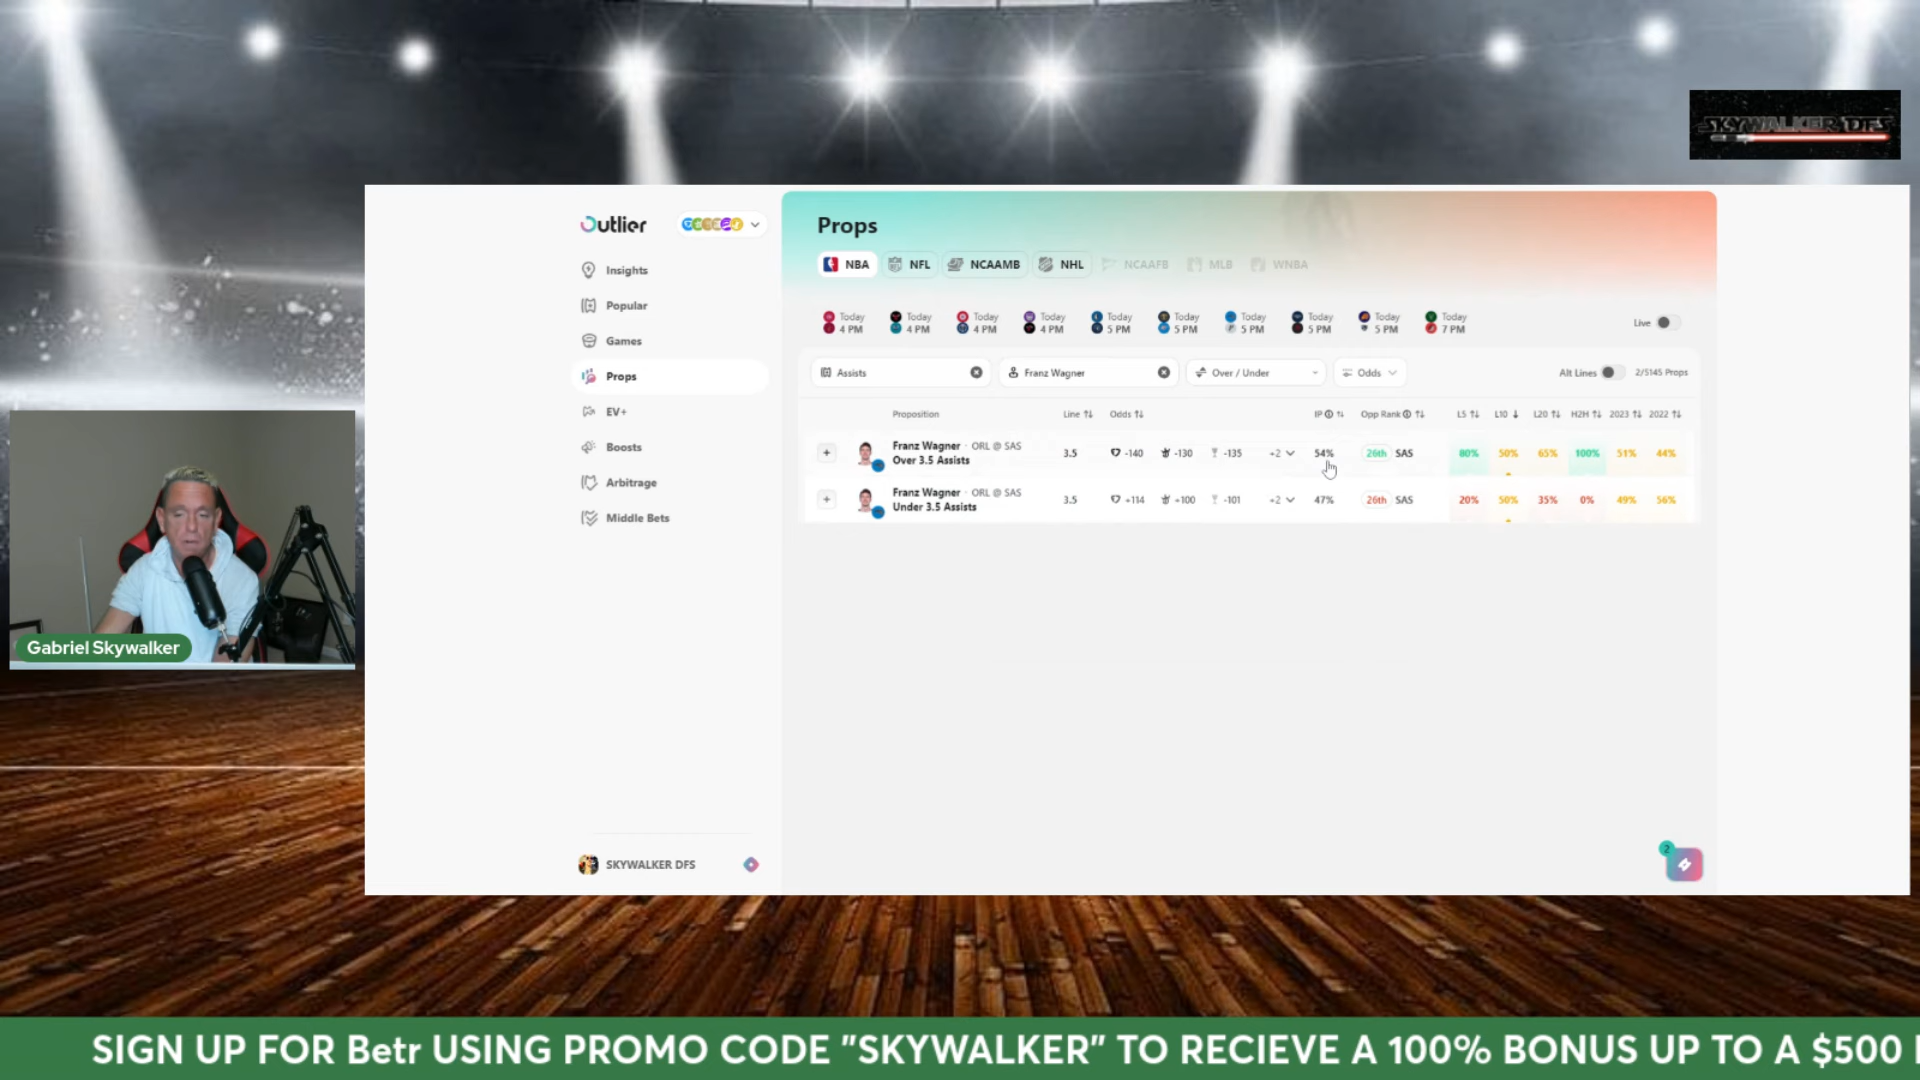 SKYWALKER DFS
Outlier
Insights
Popular
Games
Props
EV+
Boosts
Arbitrage
Middle Bets
SKYWALKER DFS
Props
NBA NFL NCAAMB NHL NCAAFB MLB WNBA
Today Today Today Today Today Today Today Today Today Today
4 PM 4 PM 4 PM 4 PM 5 PM 5 PM 5 PM 5 PM 5 PM 7 PM
Live
Assists Franz Wagner Over / Under Odds Alt Lines 2/5145 Props
Proposition Line Odds IP Opp Rank L5 L10 L20 H2H 2023 2022
Franz Wagner · ORL @ SAS
Over 3.5 Assists 3.5 -140 -130 -135 +2 54% 26th SAS 80% 50% 65% 100% 51% 44%
Franz Wagner · ORL @ SAS
Under 3.5 Assists 3.5 +114 +100 -101 +2 47% 26th SAS 20% 50% 35% 0% 49% 56%
2
Gabriel Skywalker
SIGN UP FOR Betr USING PROMO CODE "SKYWALKER" TO RECIEVE A 100% BONUS UP TO A $500